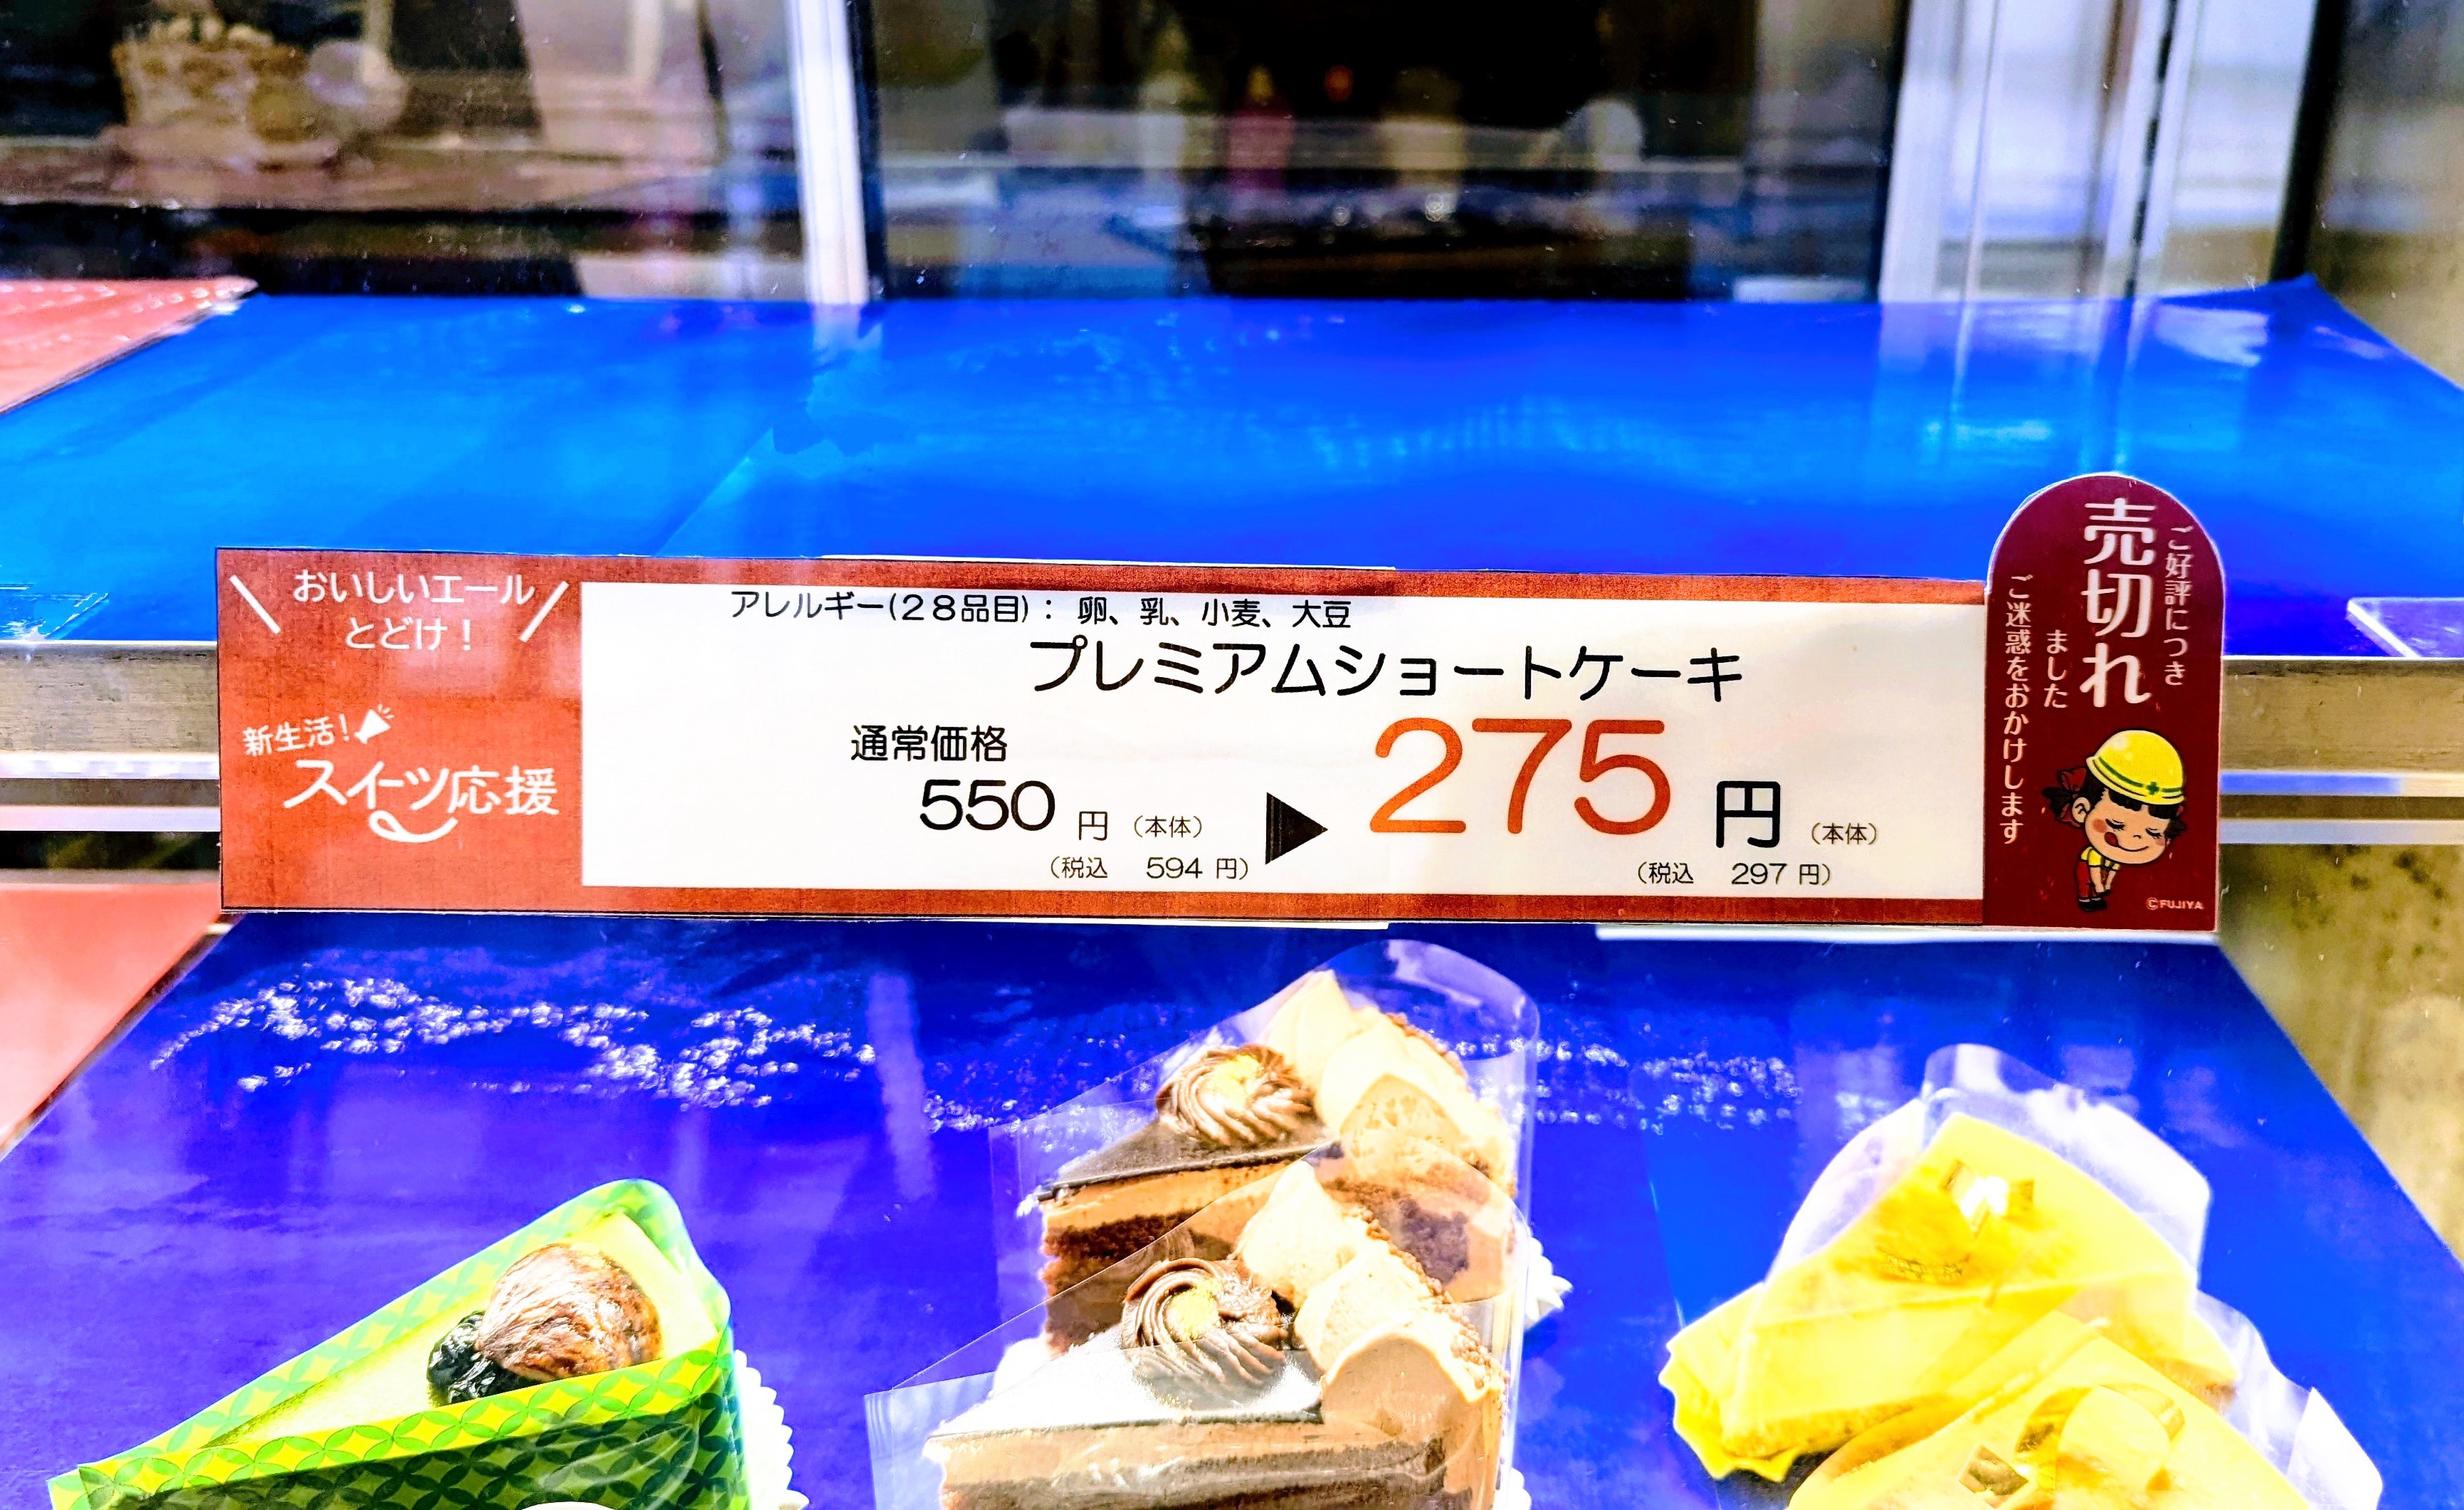 おいしいエール
とどけ！
新生活！
スイーツ応援
アレルギー(２８品目)： 卵、乳、小麦、大豆
プレミアムショートケーキ
通常価格
550 円 （本体）
（税込 594 円）
▶
275 円 （本体）
（税込 297 円）
ご好評につき
売切れ
ました
ご迷惑をおかけします
©FUJIYA